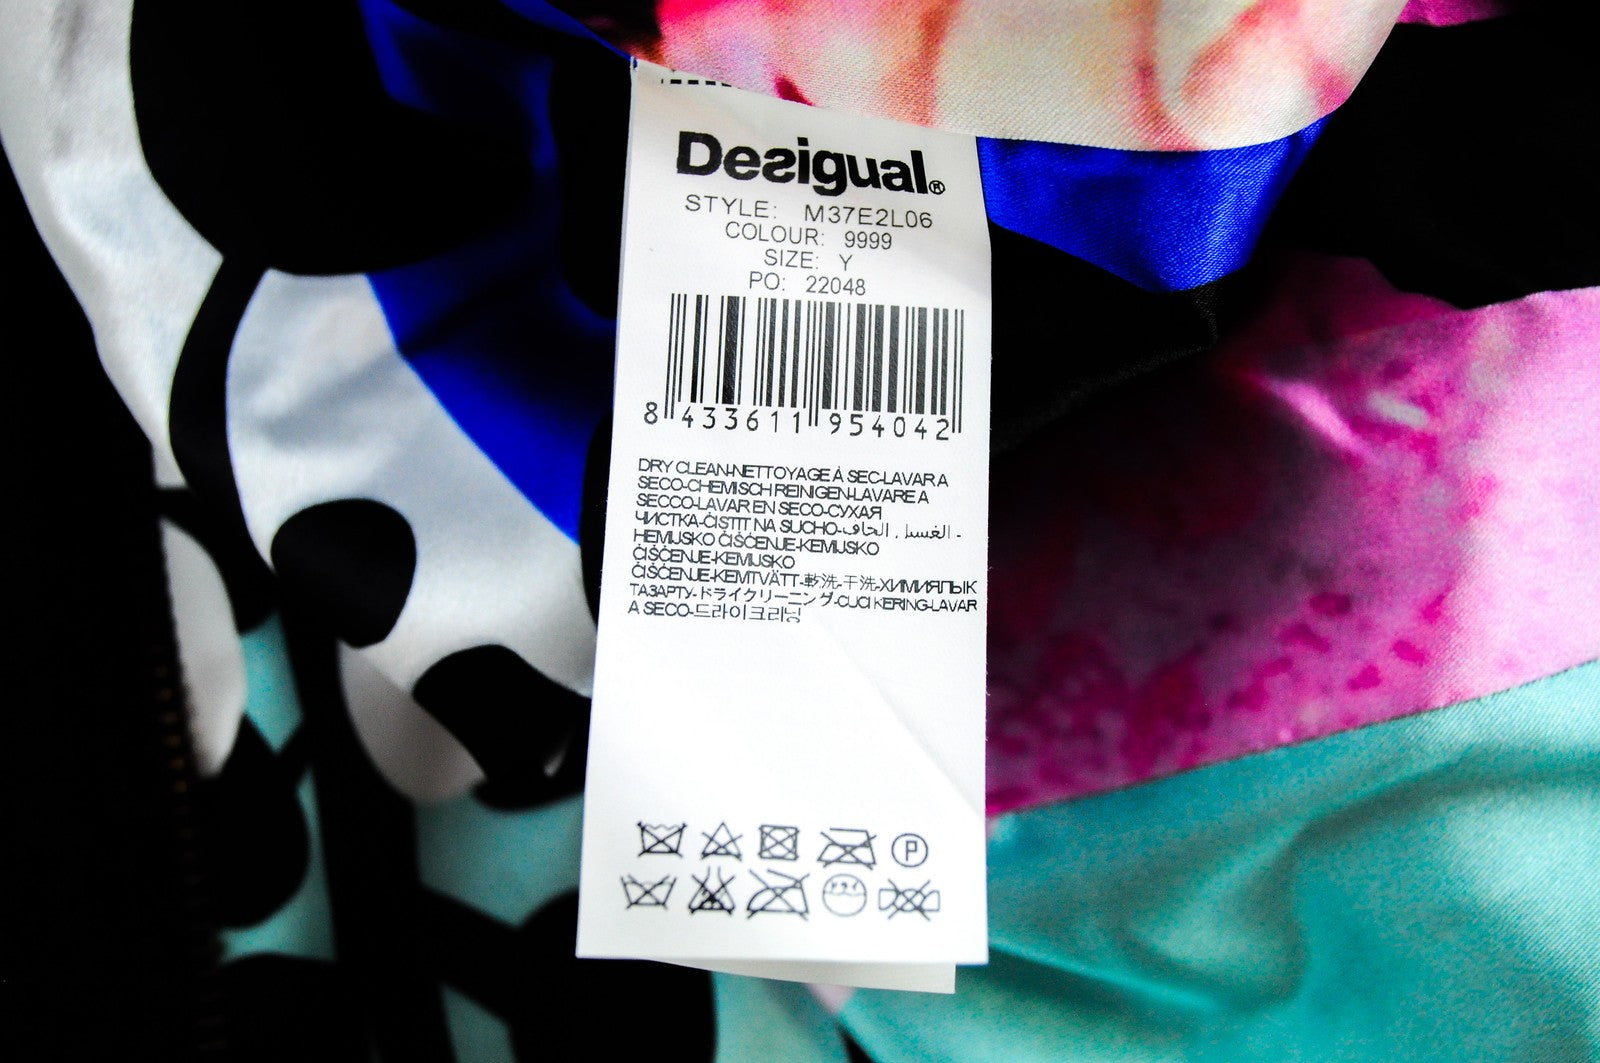 Desigual®
STYLE: M37E2L06
COLOUR: 9999
SIZE: Y
PO: 22048
8 433611 954042
DRY CLEAN-NETTOYAGE À SEC-LAVAR A
SECO-CHEMISCH REINIGEN-LAVARE A
SECCO-LAVAR EN SECO-СУХАЯ
ЧИСТКА-ČISTIT NA SUCHO-الغسيل الجاف -
HEMIJSKO ČIŠĆENJE-KEMIJSKO
ČIŠĆENJE-KEMIJSKO
ČIŠĆENJE-KEMTVÄTT-乾洗-干洗-ХИМИЯЛЫК
ТАЗАРТУ-ドライクリーニング-CUCI KERING-LAVAR
A SECO-드라이크리닝
P
ドライ